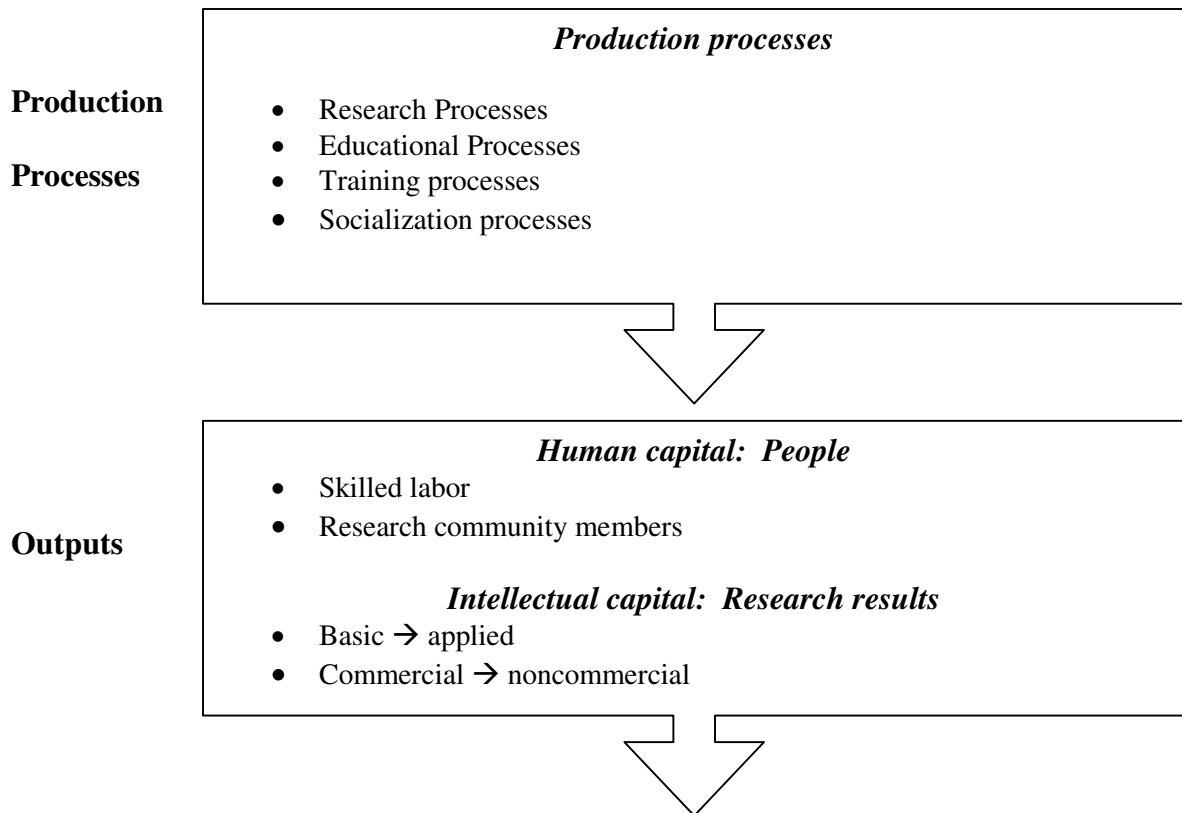 Production processes
Production
Processes
• Research Processes
• Educational Processes
• Training processes
• Socialization processes
Human capital: People
• Skilled labor
• Research community members
Outputs
Intellectual capital: Research results
• Basic → applied
• Commercial → noncommercial